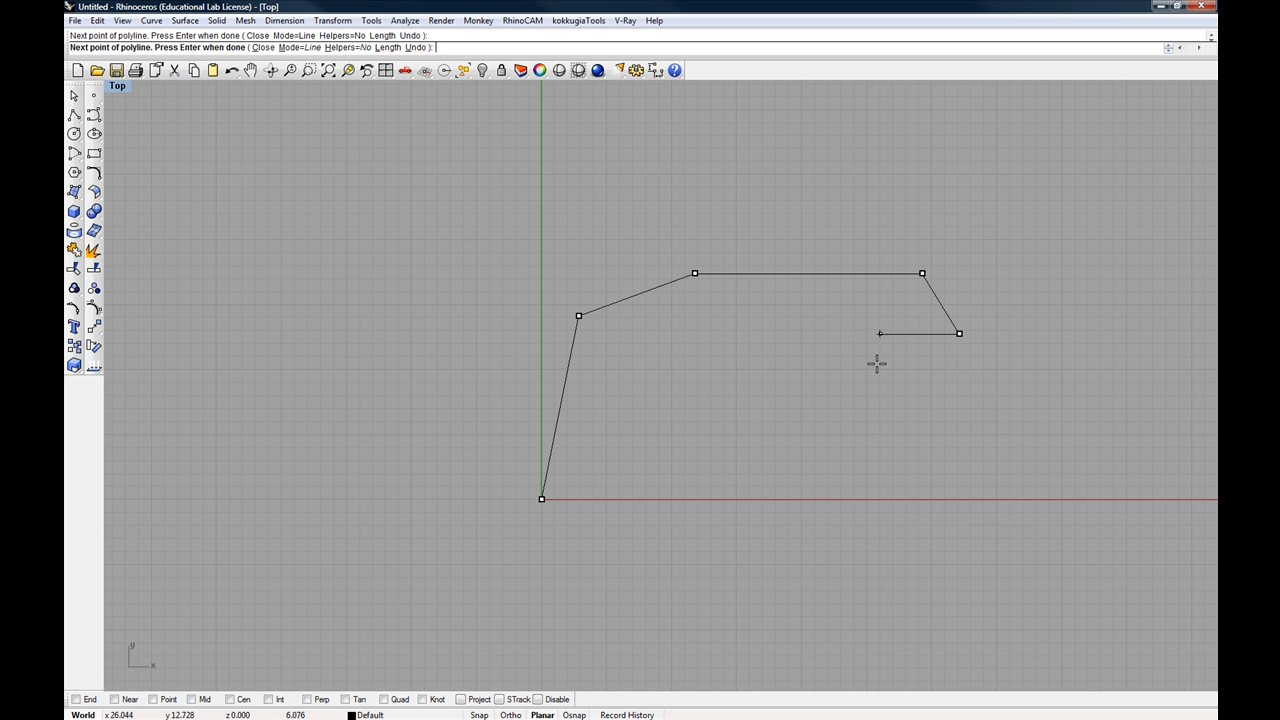 Untitled - Rhinoceros (Educational Lab License) - [Top]
File Edit View Curve Surface Solid Mesh Dimension Transform Tools Analyze Render Monkey RhinoCAM kokkugiaTools V-Ray Help
Next point of polyline. Press Enter when done ( Close Mode=Line Helpers=No Length Undo ):
Next point of polyline. Press Enter when done ( Close Mode=Line Helpers=No Length Undo ):
Top
y
x
End Near Point Mid Cen Int Perp Tan Quad Knot Project STrack Disable
World x 26.044 y 12.728 z 0.000 6.076 Default Snap Ortho Planar Osnap Record History